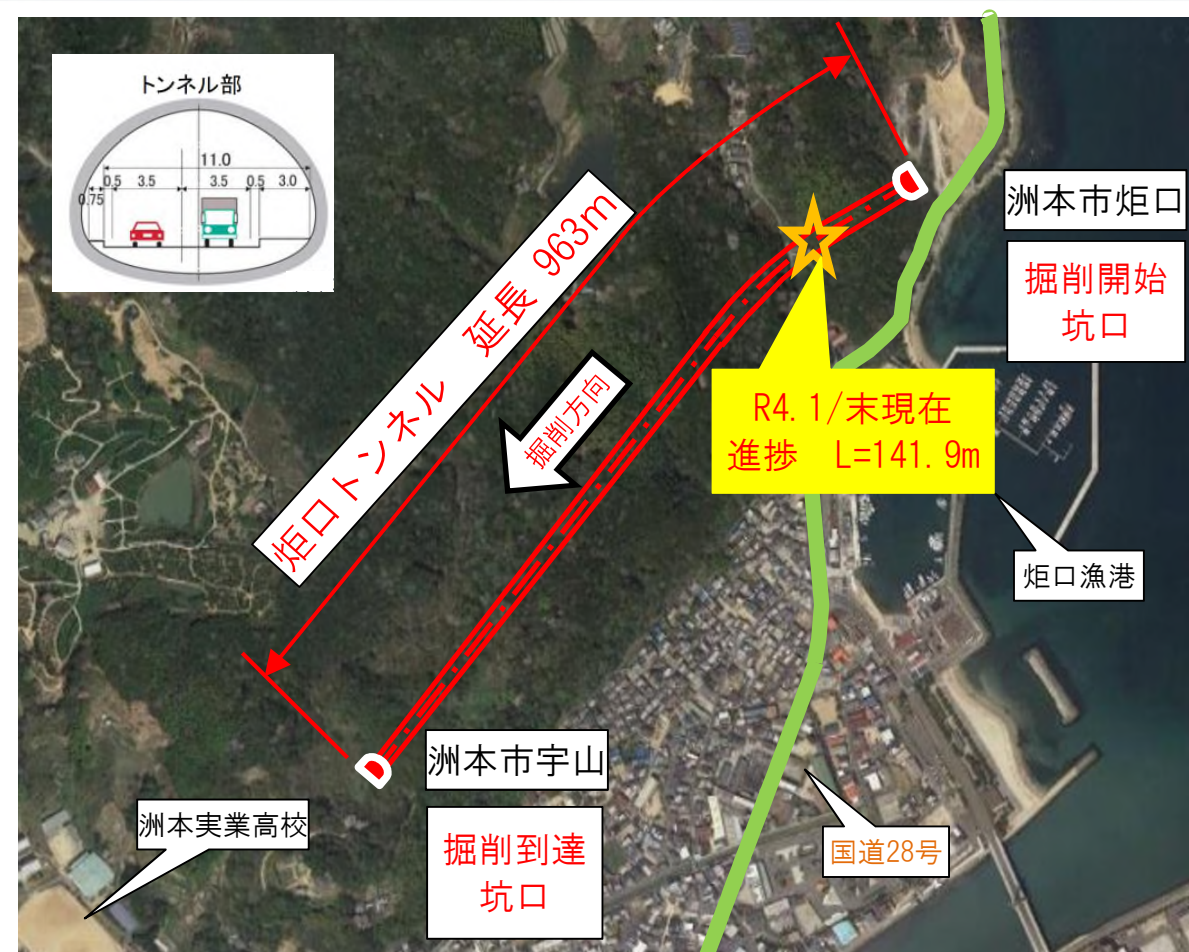 トンネル部
11.0
0.5 3.5 3.5 0.5 3.0
0.75
炬口トンネル 延長 963m
掘削方向
洲本市炬口
掘削開始
坑口
R4.1/末現在
進捗 L=141.9m
炬口漁港
洲本市宇山
掘削到達
坑口
洲本実業高校
国道28号